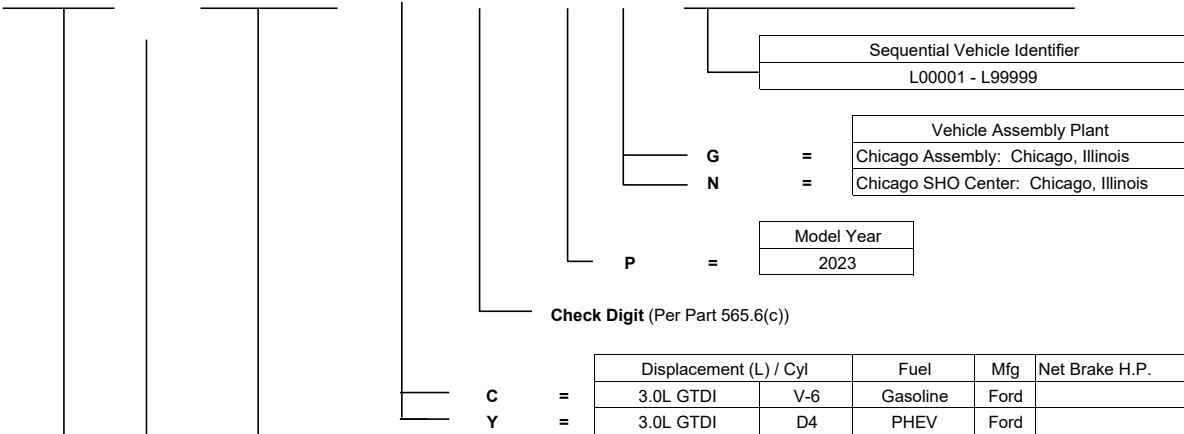 Sequential Vehicle Identifier
L00001 - L99999
Vehicle Assembly Plant
G = Chicago Assembly: Chicago, Illinois
N = Chicago SHO Center: Chicago, Illinois
Model Year
P = 2023
Check Digit (Per Part 565.6(c))
Displacement (L) / Cyl Fuel Mfg Net Brake H.P.
C = 3.0L GTDI V-6 Gasoline Ford
Y = 3.0L GTDI D4 PHEV Ford